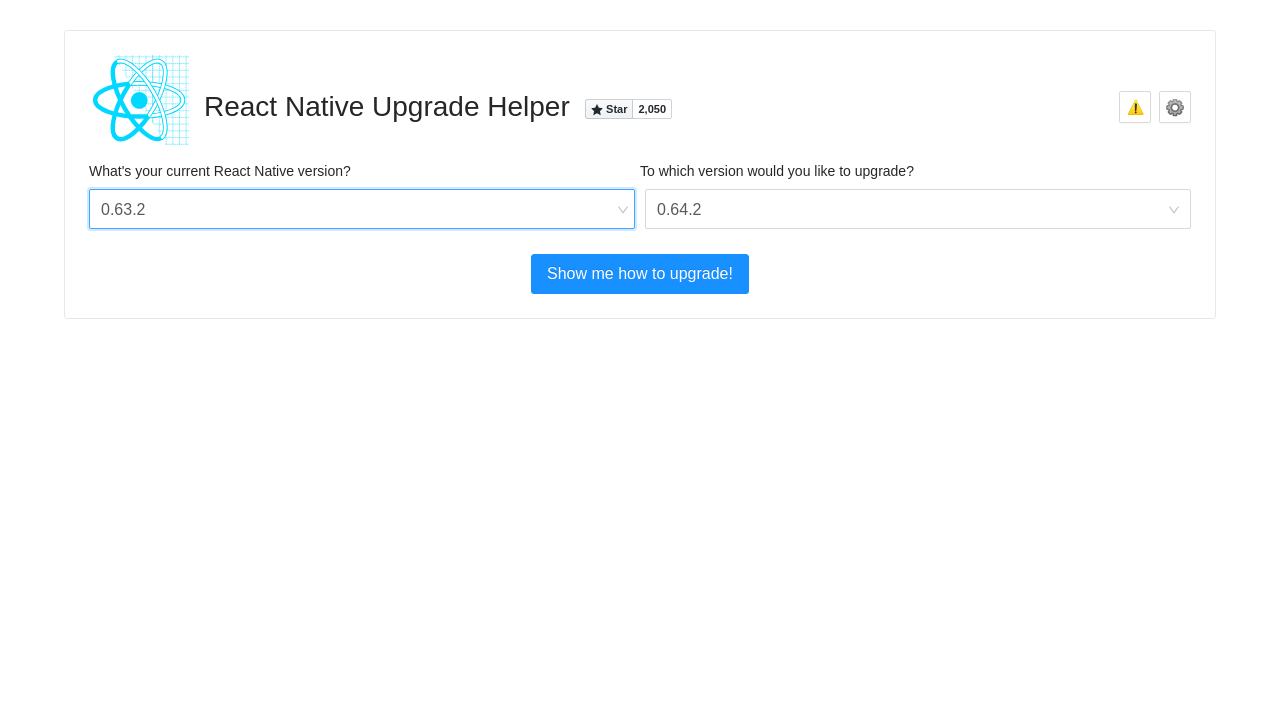 React Native Upgrade Helper
Star 2,050
What's your current React Native version?
To which version would you like to upgrade?
0.63.2
0.64.2
Show me how to upgrade!